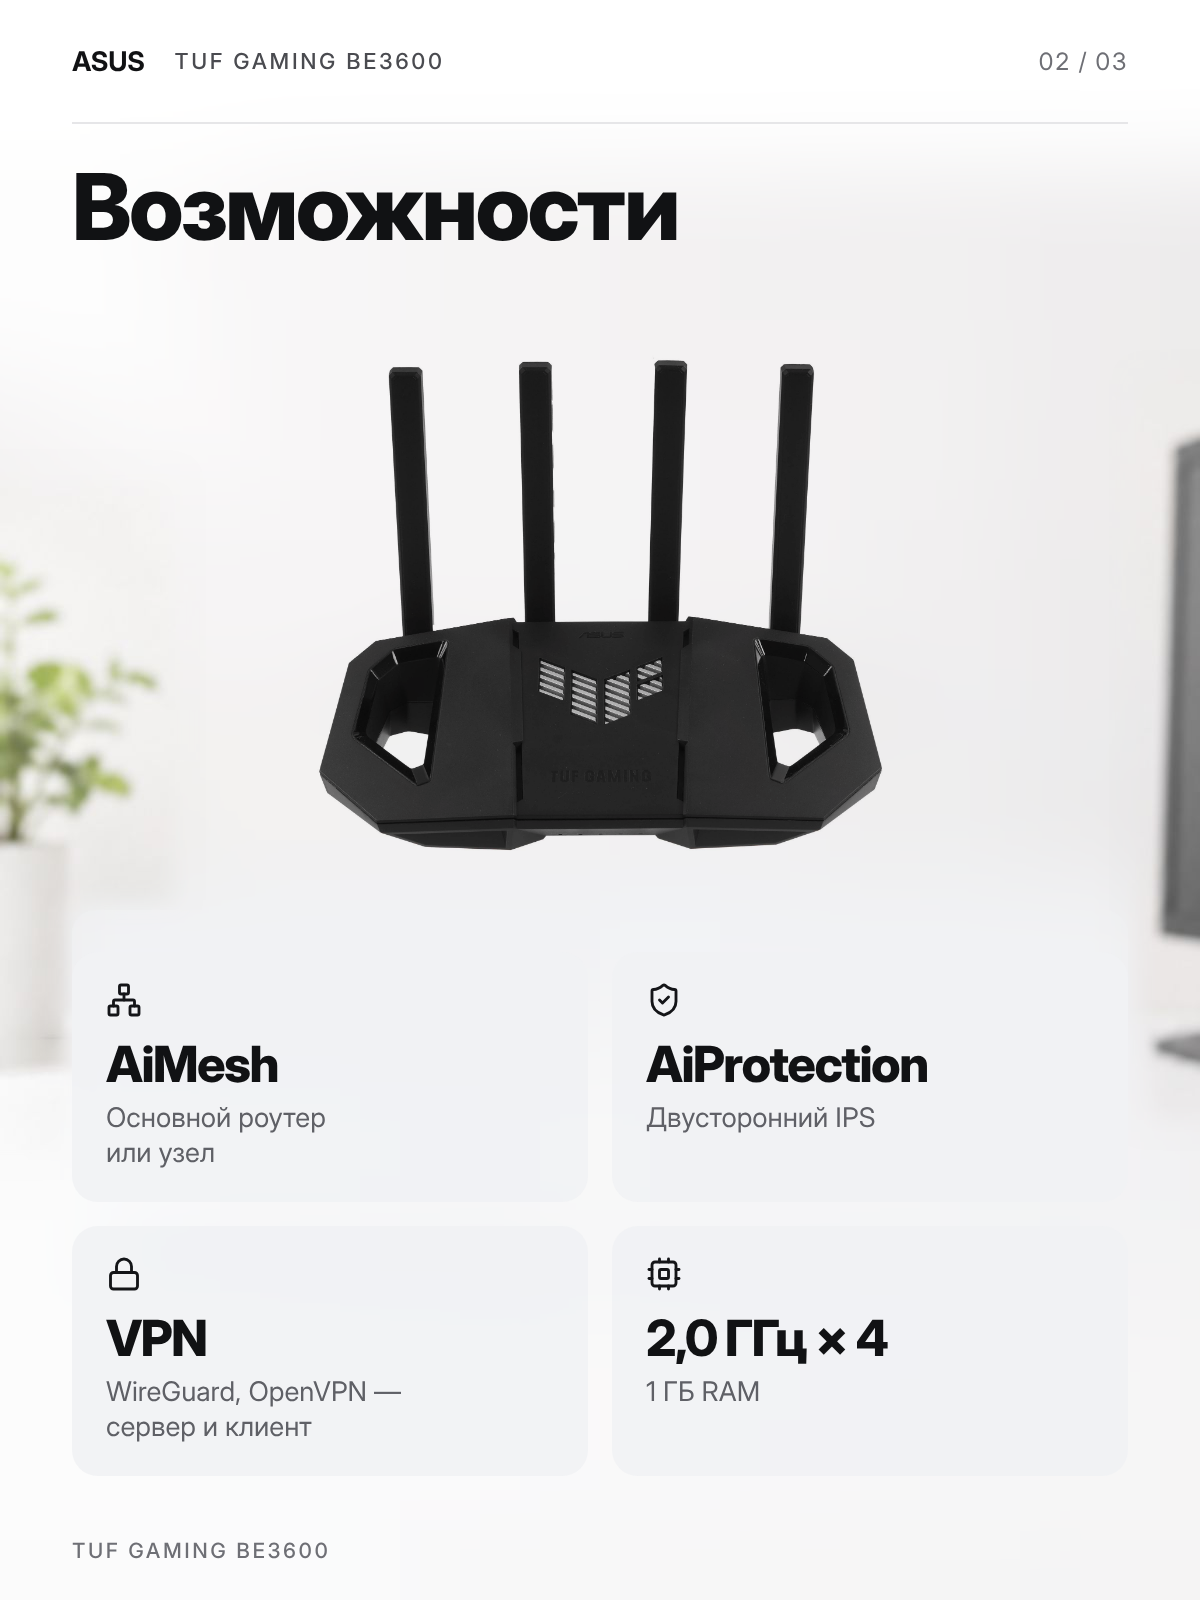 ASUS TUF GAMING BE3600 02 / 03
Возможности
ASUS
TUF GAMING
AiMesh
Основной роутер
или узел
AiProtection
Двусторонний IPS
VPN
WireGuard, OpenVPN —
сервер и клиент
2,0 ГГц × 4
1 ГБ RAM
TUF GAMING BE3600